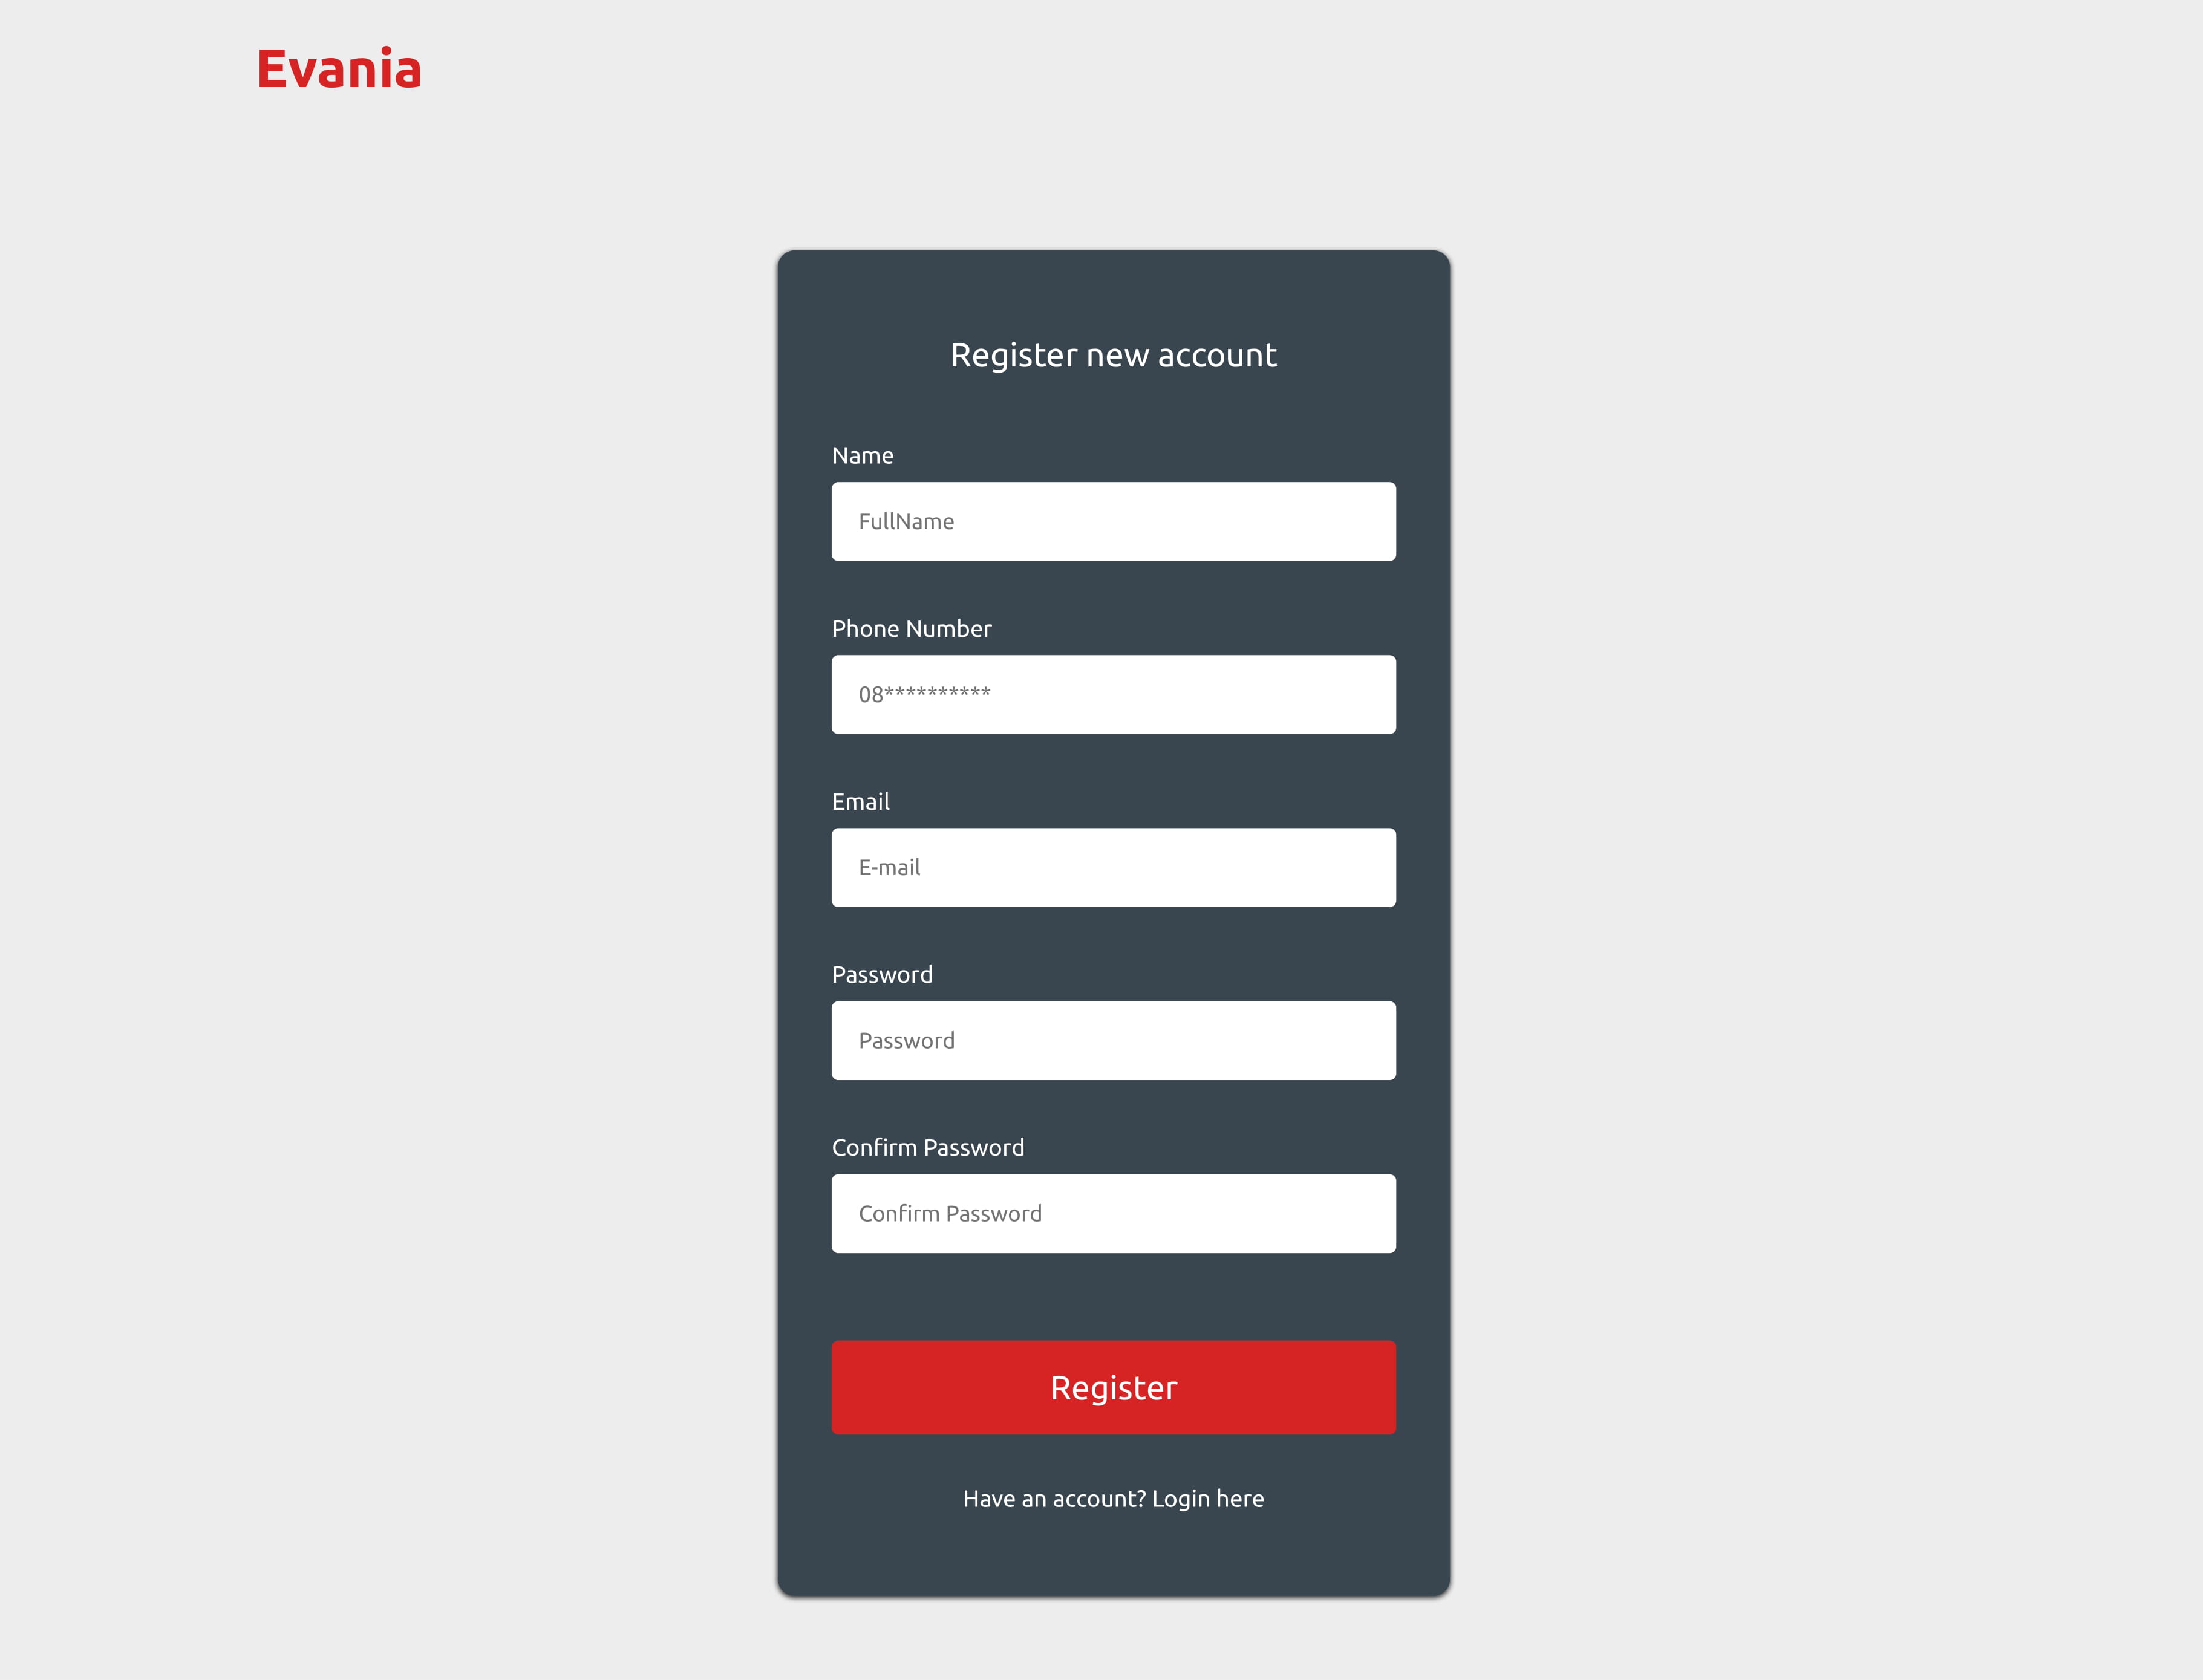 Evania
Register new account
Name
FullName
Phone Number
08**********
Email
E-mail
Password
Password
Confirm Password
Confirm Password
Register
Have an account? Login here